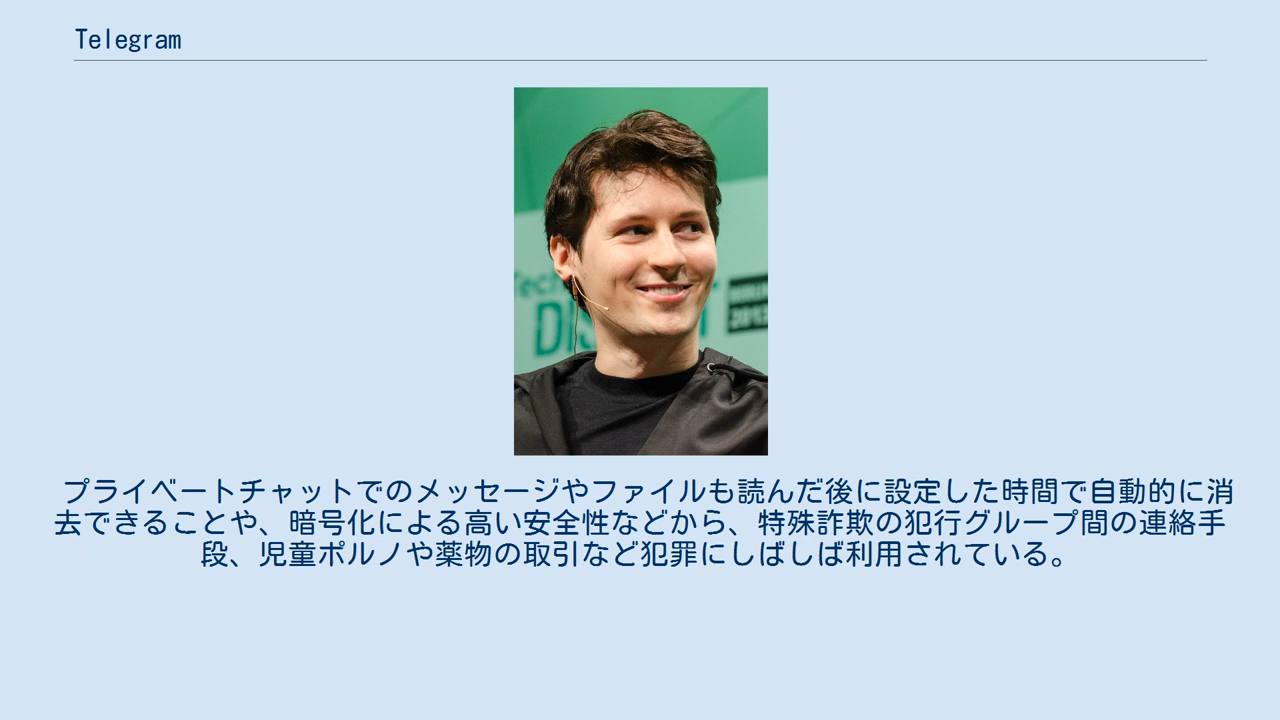 Telegram
Tech
DIS
プライベートチャットでのメッセージやファイルも読んだ後に設定した時間で自動的に消
去できることや、暗号化による高い安全性などから、特殊詐欺の犯行グループ間の連絡手
段、児童ポルノや薬物の取引など犯罪にしばしば利用されている。